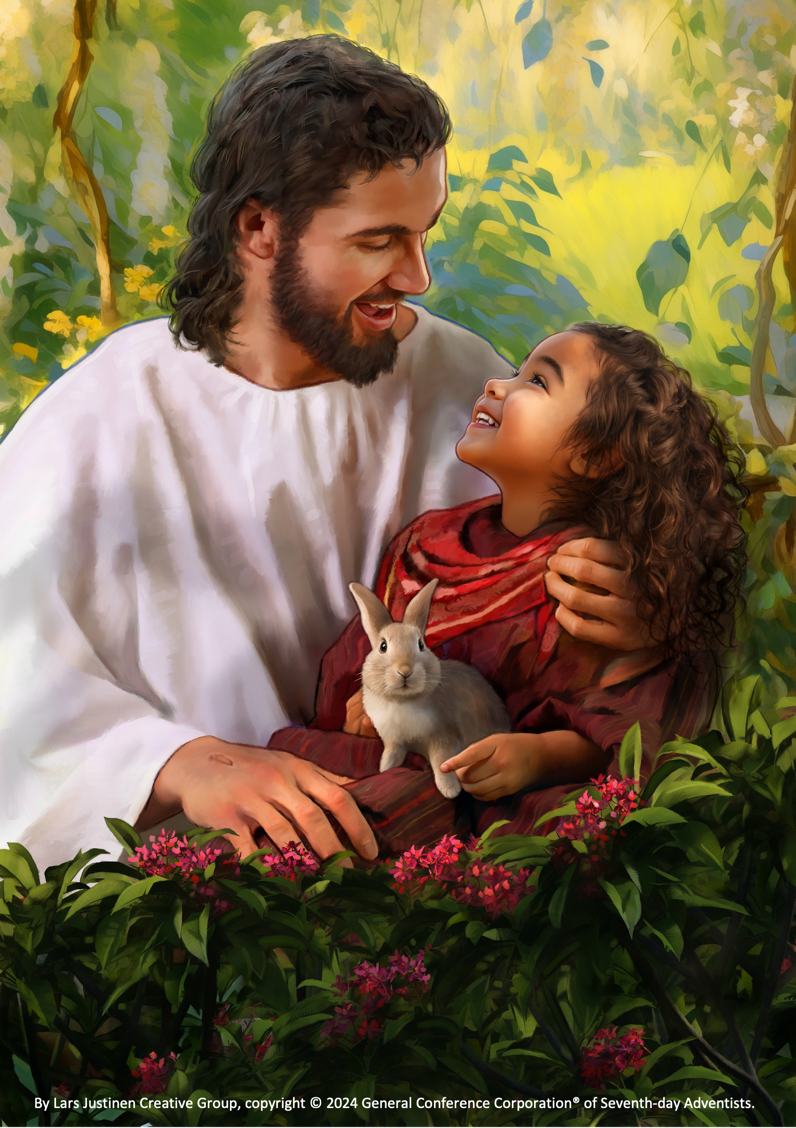 By Lars Justinen Creative Group, copyright © 2024 General Conference Corporation® of Seventh-day Adventists.